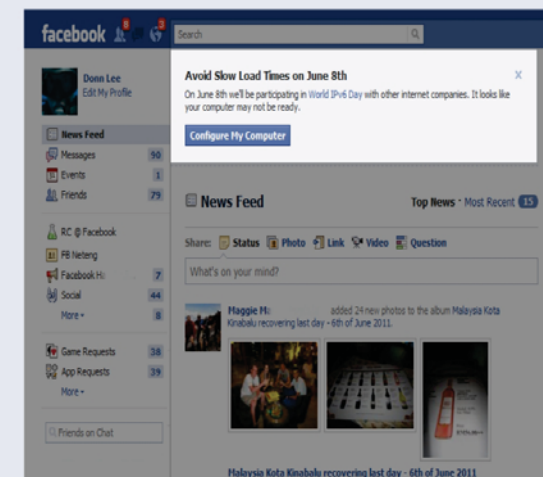 facebook
8
3
Search
Avoid Slow Load Times on June 8th
x
On June 8th we'll be participating in World IPv6 Day with other internet companies. It looks like
your computer may not be ready.
Configure My Computer
Donn Lee
Edit My Profile
News Feed
Messages 90
Events 1
Friends 79
RC @ Facebook
FB Neteng
Facebook 7
Social 44
More 8
Game Requests 38
App Requests 39
More
Friends on Chat
News Feed
Top News · Most Recent 15
Share: Status Photo Link Video Question
What's on your mind?
Maggie added 24 new photos to the album Malaysia Kota
Kinabalu recovering last day - 6th of June 2011.
Malaysia Kota Kinabalu recovering last day - 6th of June 2011